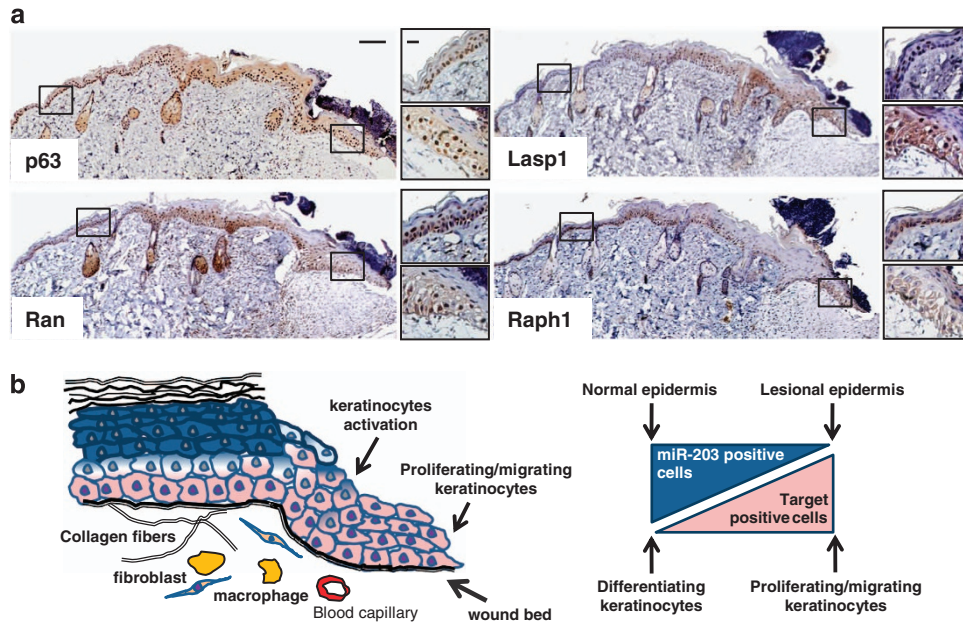 a
p63
Lasp1
Ran
Raph1
b
keratinocytes
activation
Proliferating/migrating
keratinocytes
Collagen fibers
fibroblast
macrophage
Blood capillary
wound bed
Normal epidermis
Lesional epidermis
miR-203 positive
cells
Target
positive cells
Differentiating
keratinocytes
Proliferating/migrating
keratinocytes